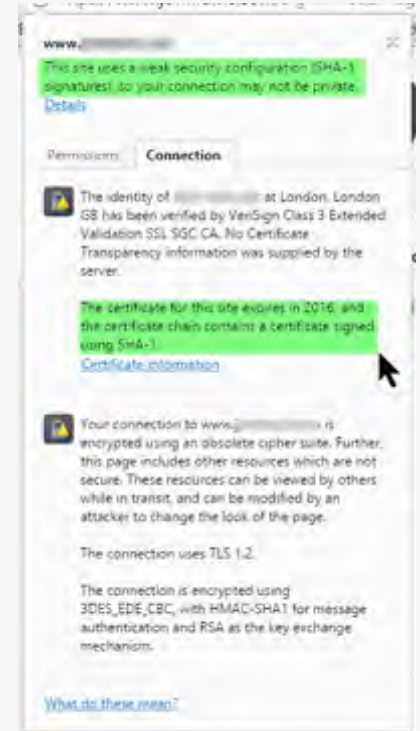 www.
This site uses a weak security configuration (SHA-1
signatures), so your connection may not be private.
Details
Permissions Connection
The identity of at London, London
GB has been verified by VeriSign Class 3 Extended
Validation SSL SGC CA. No Certificate
Transparency information was supplied by the
server.
The certificate for this site expires in 2016, and
the certificate chain contains a certificate signed
using SHA-1.
Certificate information
Your connection to www. is
encrypted using an obsolete cipher suite. Further,
this page includes other resources which are not
secure. These resources can be viewed by others
while in transit, and can be modified by an
attacker to change the look of the page.
The connection uses TLS 1.2.
The connection is encrypted using
3DES_EDE_CBC, with HMAC-SHA1 for message
authentication and RSA as the key exchange
mechanism.
What do these mean?